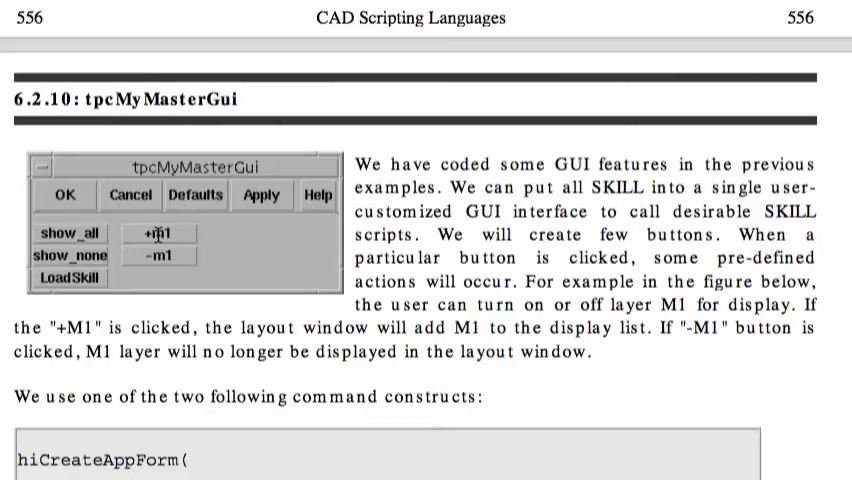 556 CAD Scripting Languages 556
6.2.10: tpcMyMasterGui
tpcMyMasterGui
OK Cancel Defaults Apply Help
show_all +m1
show_none -m1
LoadSkill
We have coded some GUI features in the previous
examples. We can put all SKILL into a single user-
customized GUI interface to call desirable SKILL
scripts. We will create few buttons. When a
particular button is clicked, some pre-defined
actions will occur. For example in the figure below,
the user can turn on or off layer M1 for display. If
the "+M1" is clicked, the layout window will add M1 to the display list. If "-M1" button is
clicked, M1 layer will no longer be displayed in the layout window.
We use one of the two following command constructs:
hiCreateAppForm(